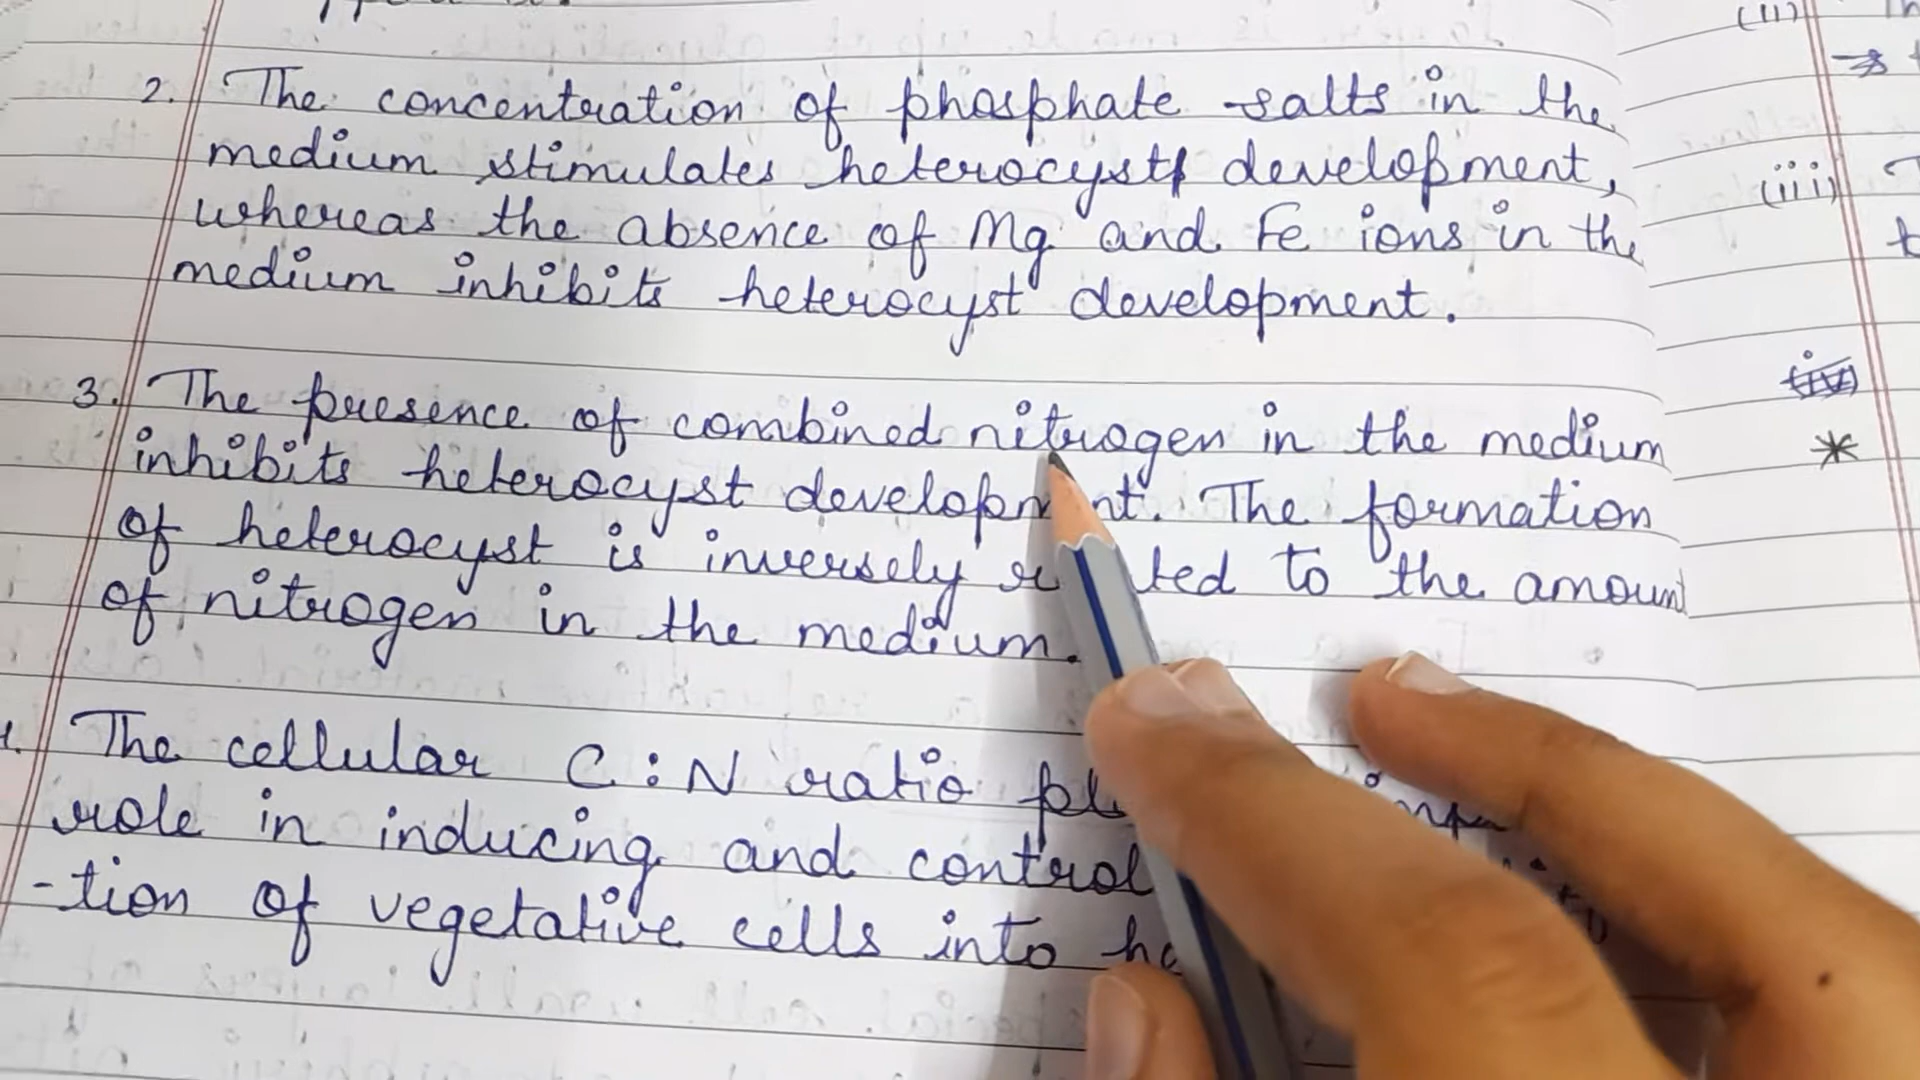 2. The concentration of phosphate salts in the
medium stimulates heterocyst development,
whereas the absence of Mg and Fe ions in the
medium inhibits heterocyst development.
3. The presence of combined nitrogen in the medium
inhibits heterocyst development. The formation
of heterocyst is inversely to the amount
of nitrogen in the medium.
The cellular C:N ratio
role in inducing and control
-tion of vegetative cells into
(ii)
(iii)
*